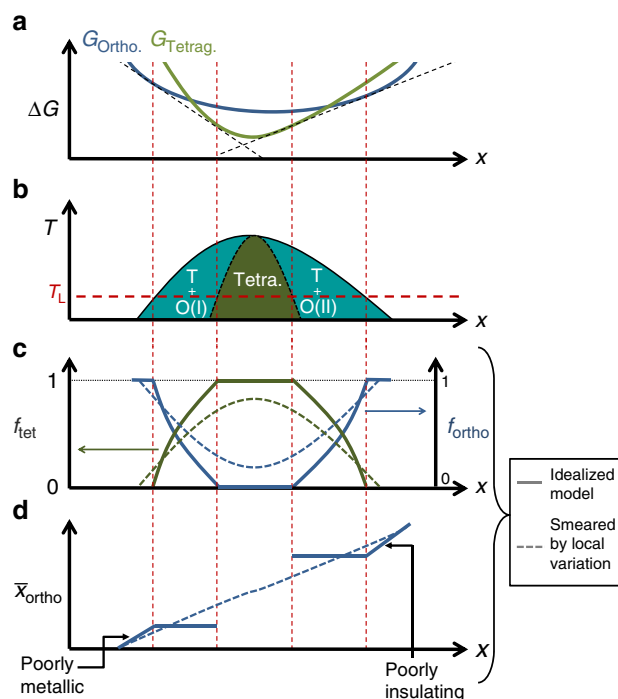 a
G_Ortho. G_Tetrag.
ΔG
x
b
T
T_L
T + O(I)
Tetra.
T + O(II)
x
c
1
1
f_tet
f_ortho
0
0
x
Idealized model
Smeared by local variation
d
x̅_ortho
x
Poorly metallic
Poorly insulating